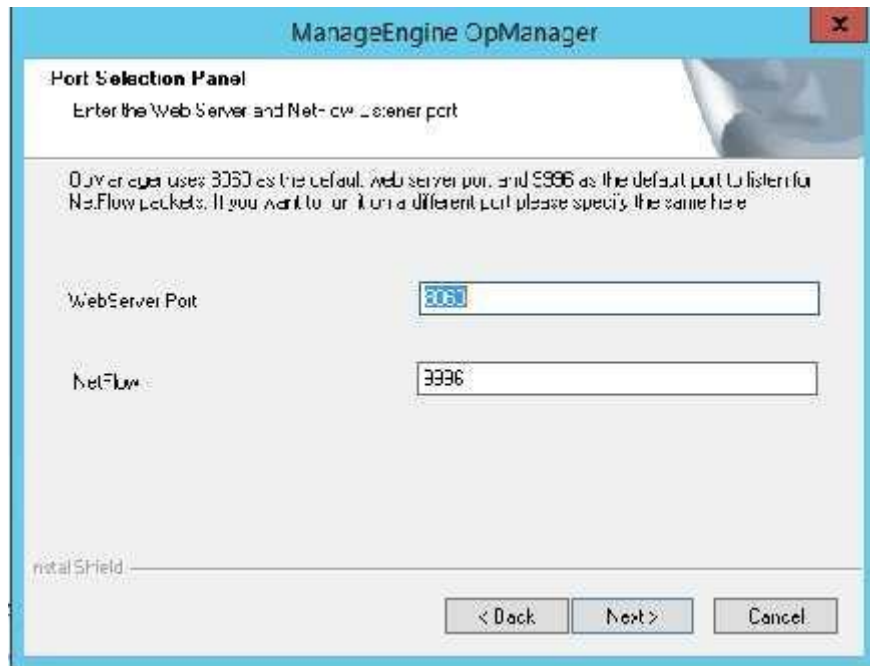 ManageEngine OpManager
Port Selection Panel
Enter the Web Server and NetFlow Listener port
OpManager uses 8060 as the default web server port and 9996 as the default port to listen for
NetFlow packets. If you want to run it on a different port please specify the same here
WebServer Port
8060
NetFlow
9996
InstallShield
< Back
Next >
Cancel